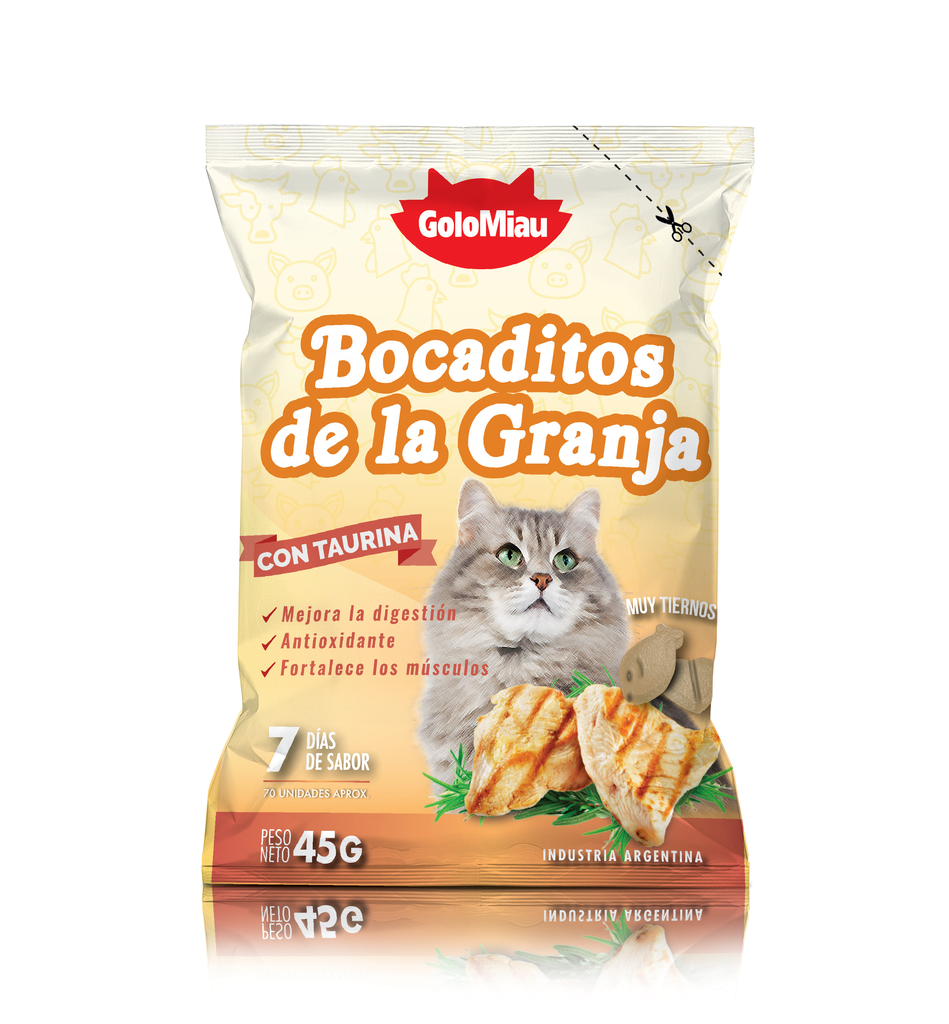 GoloMiau
Bocaditos
de la Granja
CON TAURINA
✓ Mejora la digestión
✓ Antioxidante
✓ Fortalece los músculos
MUY TIERNOS
7 DÍAS
DE SABOR
70 UNIDADES APROX.
PESO
NETO 45G
INDUSTRIA ARGENTINA